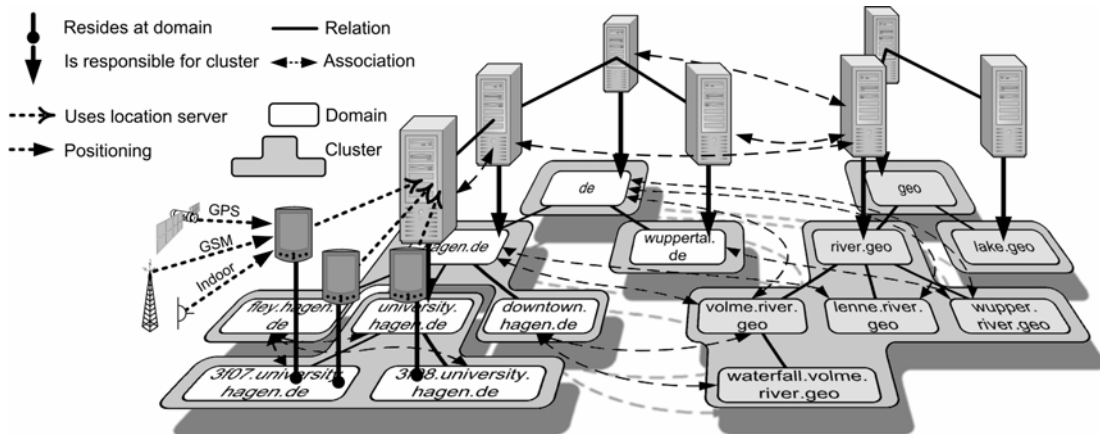 Resides at domain
Relation
Is responsible for cluster
Association
Uses location server
Domain
Positioning
Cluster
GPS
GSM
Indoor
de
geo
hagen.de
wuppertal.
de
river.geo
lake.geo
fley.hagen.
de
university.
hagen.de
downtown.
hagen.de
volme.river.
geo
lenne.river.
geo
wupper.
river.geo
3f07.university.
hagen.de
3f08.university.
hagen.de
waterfall.volme.
river.geo